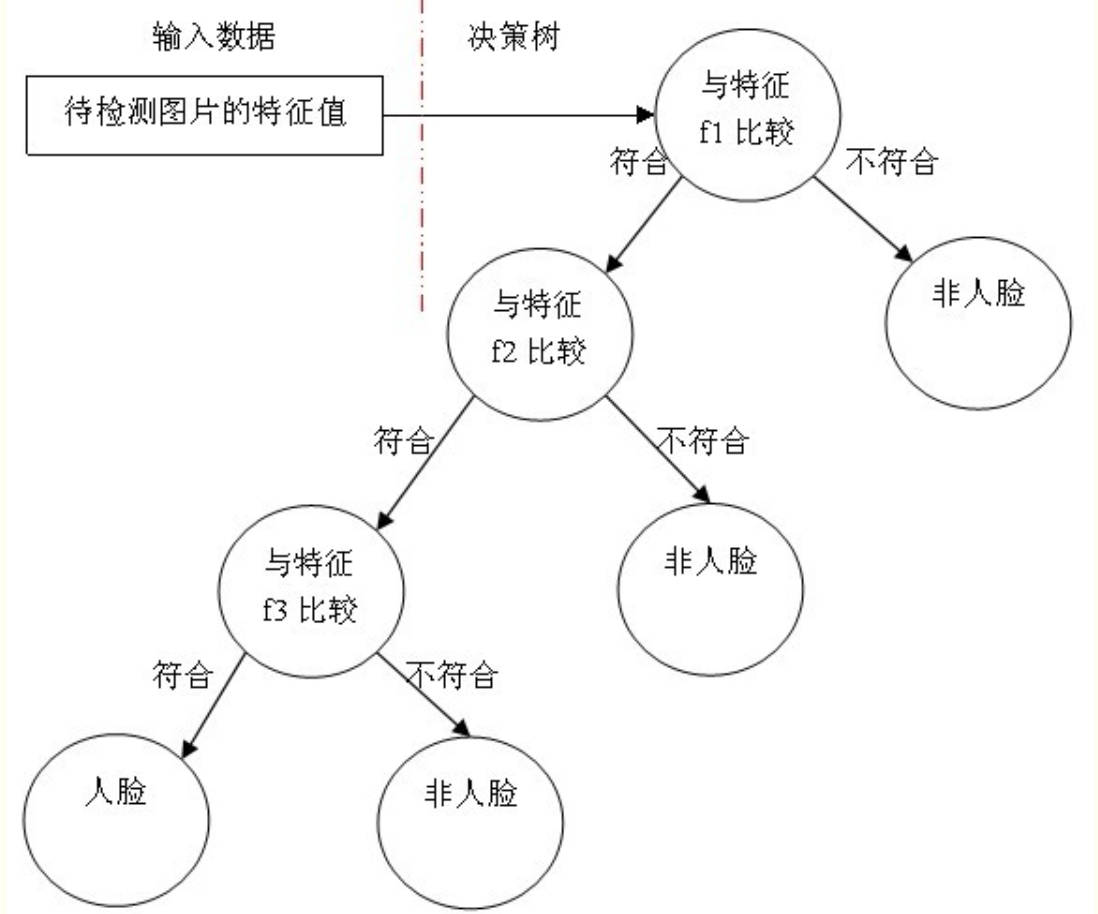 输入数据
决策树
待检测图片的特征值
与特征
f1 比较
符合
不符合
非人脸
与特征
f2 比较
符合
不符合
非人脸
与特征
f3 比较
符合
不符合
人脸
非人脸